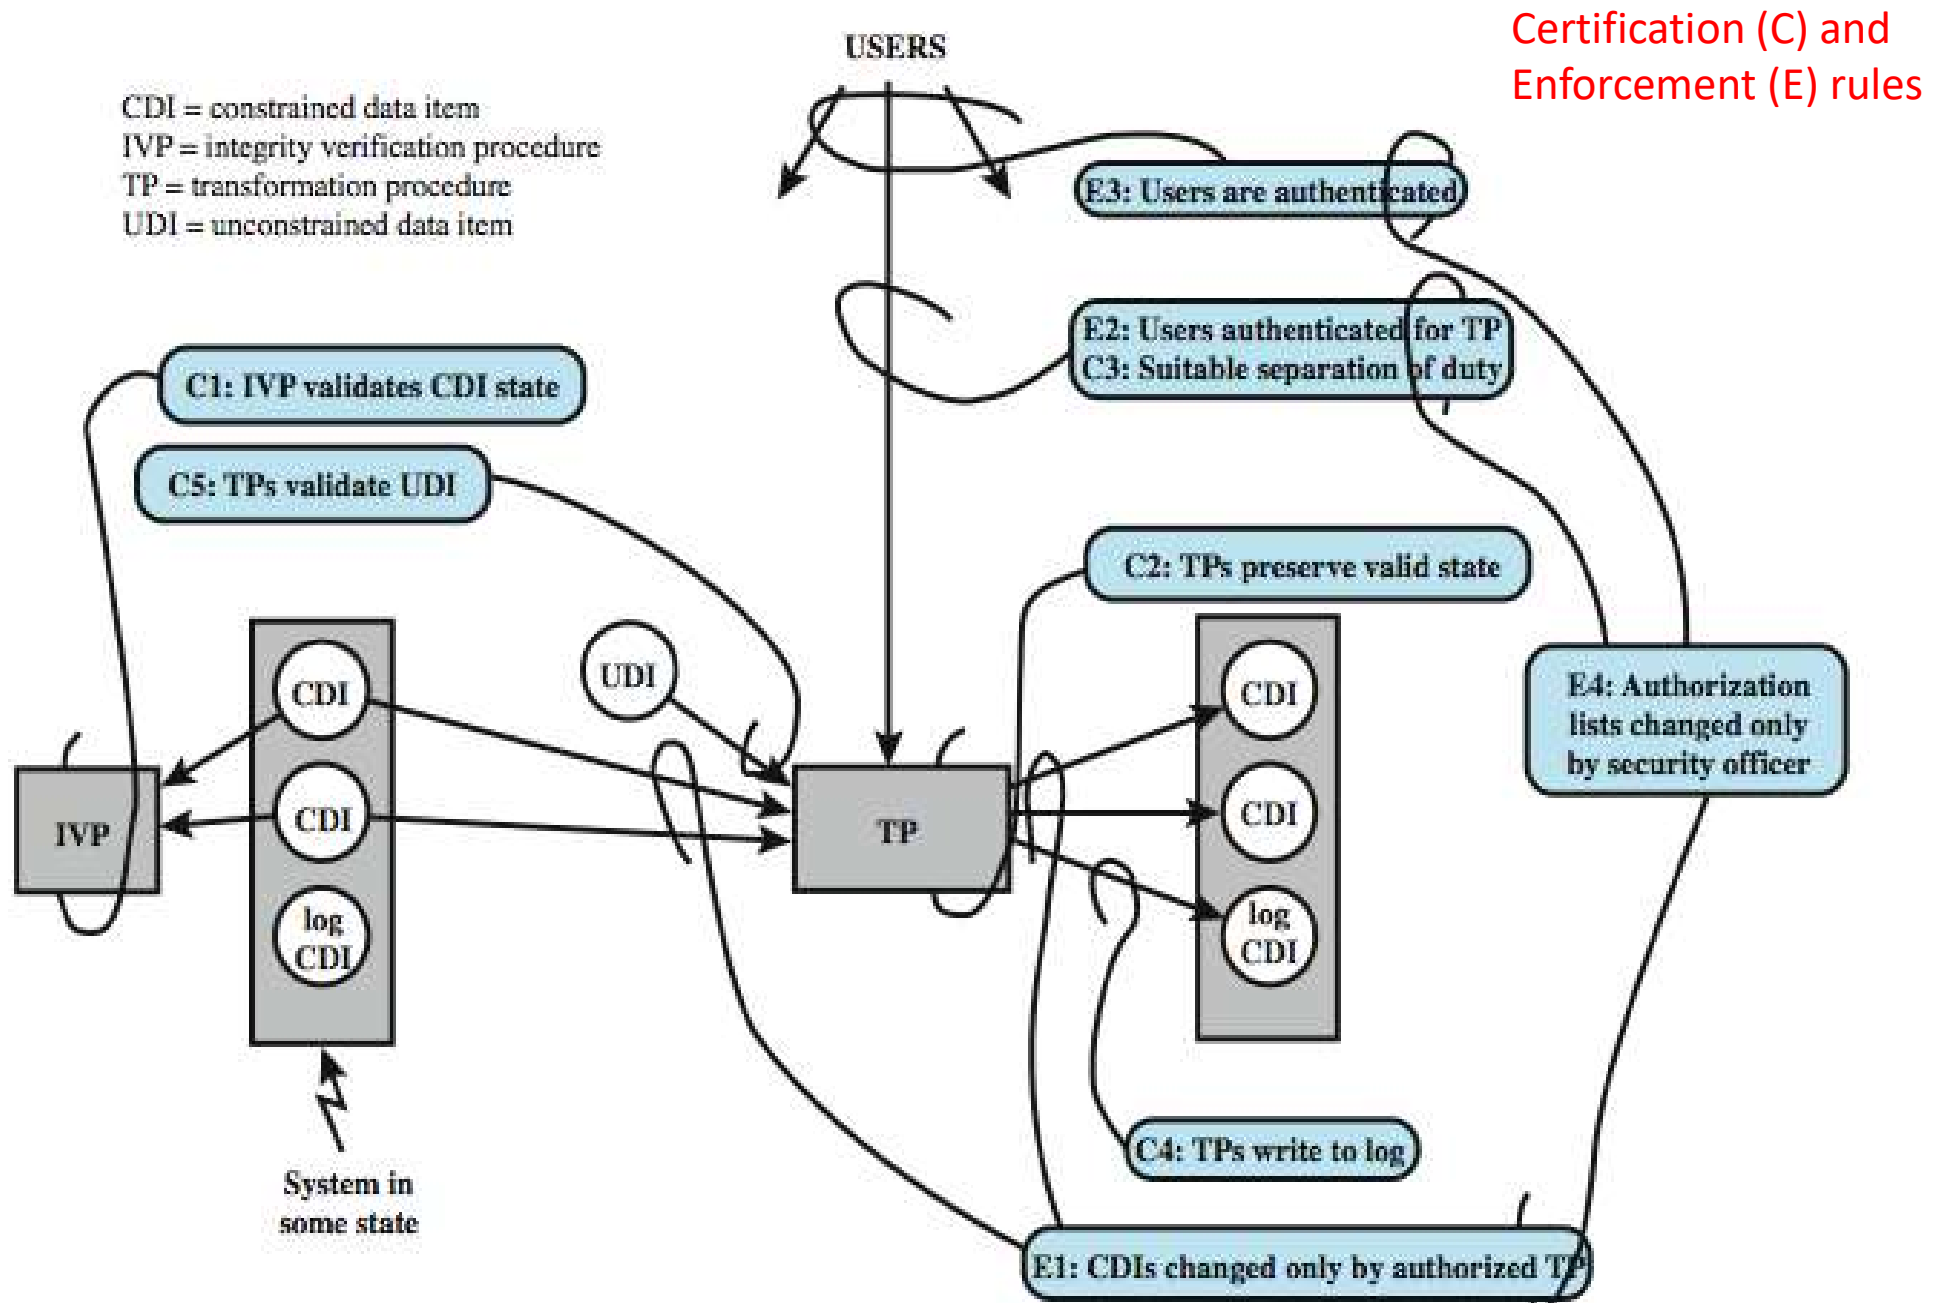 Certification (C) and
Enforcement (E) rules
USERS
CDI = constrained data item
IVP = integrity verification procedure
TP = transformation procedure
UDI = unconstrained data item
E3: Users are authenticated
E2: Users authenticated for TP
C3: Suitable separation of duty
C1: IVP validates CDI state
C5: TPs validate UDI
C2: TPs preserve valid state
CDI
UDI
CDI
E4: Authorization
lists changed only
by security officer
IVP
CDI
TP
CDI
log
CDI
log
CDI
C4: TPs write to log
System in
some state
E1: CDIs changed only by authorized TP